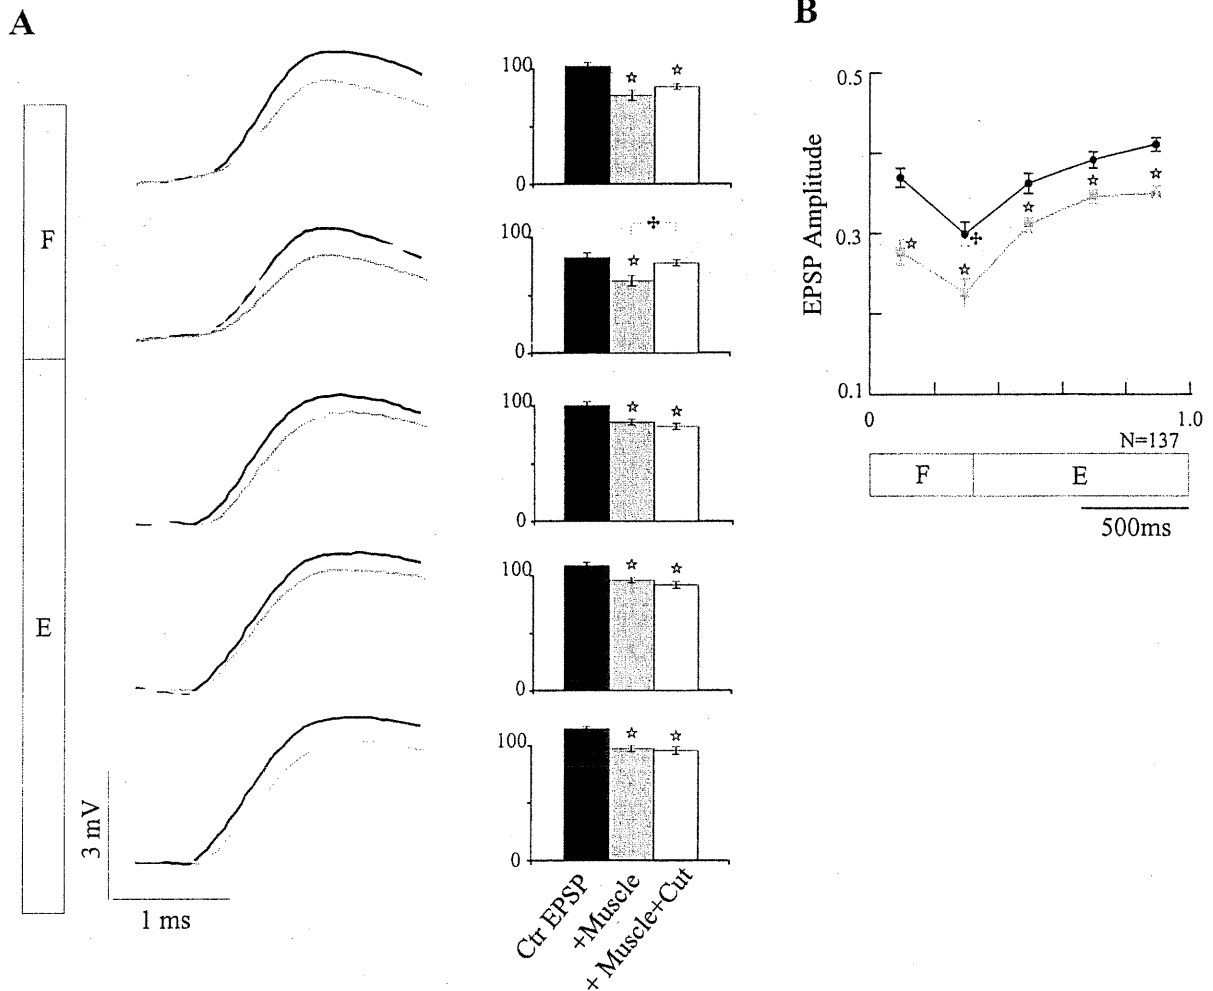 A
F
E
3 mV
1 ms
100
0
☆
☆
100
0
☆
✢
100
0
☆
☆
100
0
☆
☆
100
0
☆
☆
Ctr EPSP
+Muscle
+ Muscle+Cut
B
EPSP Amplitude
0.5
0.3
0.1
☆
☆
✢
☆
☆
☆
0
1.0
N=137
F
E
500ms